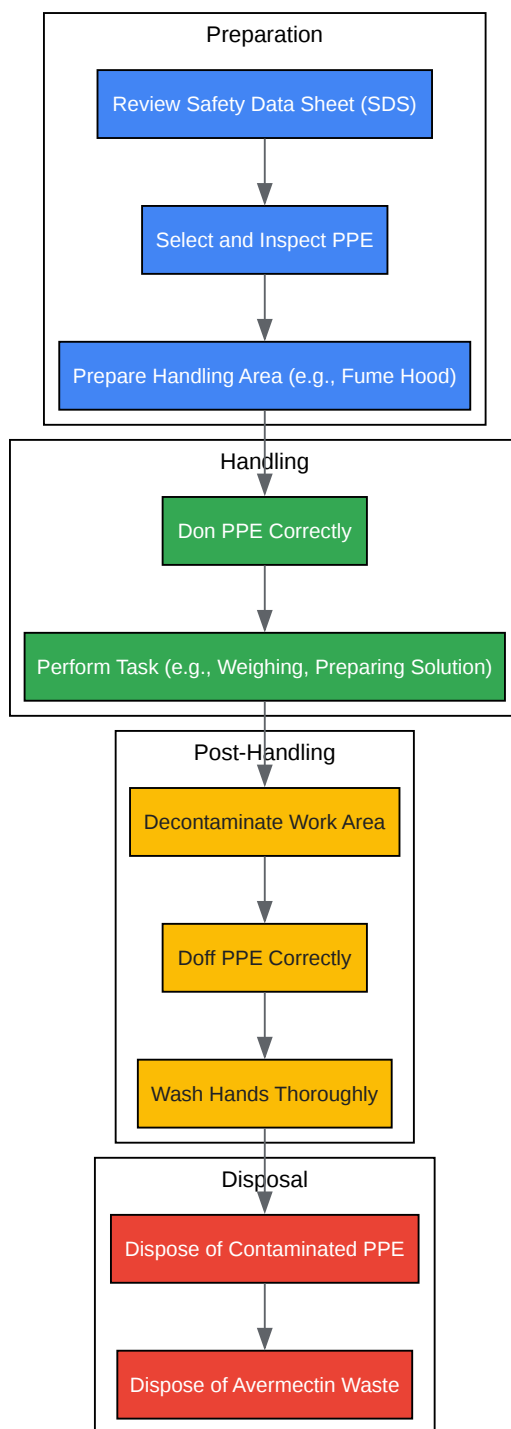 Preparation
Review Safety Data Sheet (SDS)
Select and Inspect PPE
Prepare Handling Area (e.g., Fume Hood)
Handling
Don PPE Correctly
Perform Task (e.g., Weighing, Preparing Solution)
Post-Handling
Decontaminate Work Area
Doff PPE Correctly
Wash Hands Thoroughly
Disposal
Dispose of Contaminated PPE
Dispose of Avermectin Waste